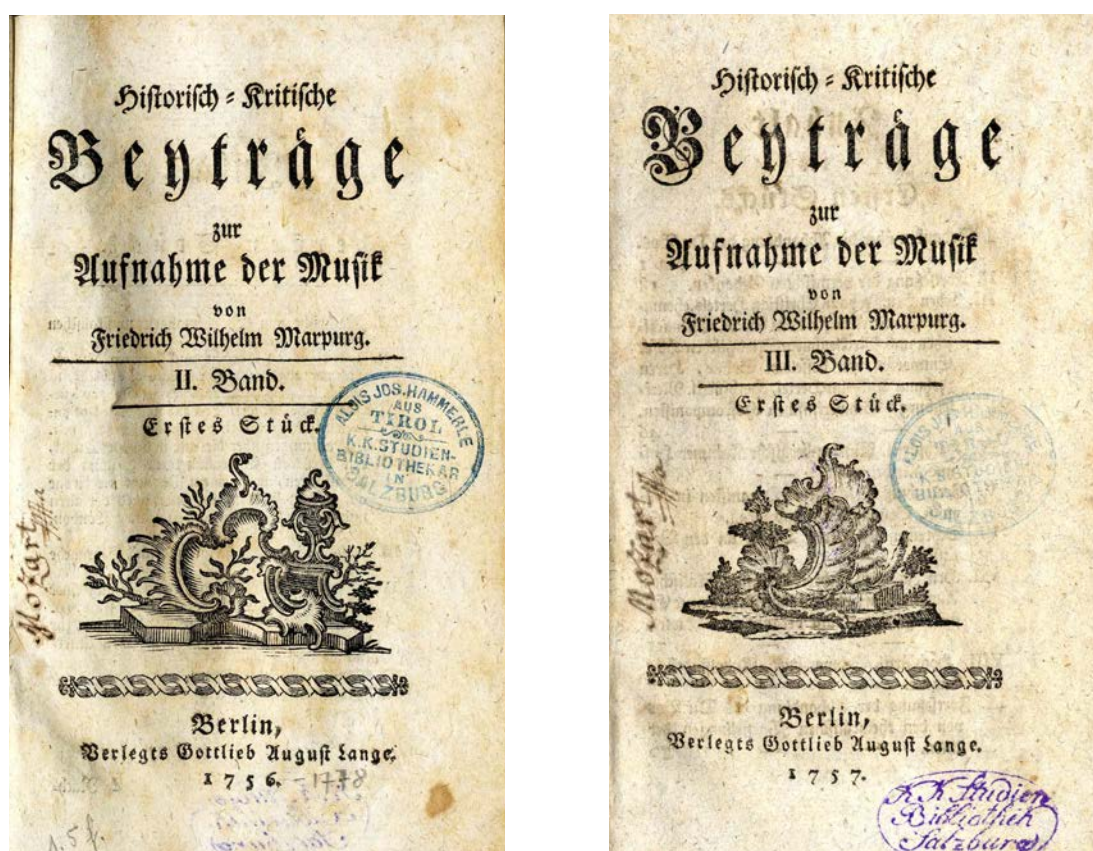 Historisch = Kritische
Beyträge
zur
Aufnahme der Musik
von
Friedrich Wilhelm Marpurg.
II. Band.
Erstes Stück.
ALOIS JOS. HAMMERLE
AUS
TIROL
K.K. STUDIEN-
BIBLIOTHEKAR
IN
SALZBURG
Mozart
Berlin,
Verlegts Gottlieb August Lange.
1756.
Historisch = Kritische
Beyträge
zur
Aufnahme der Musik
von
Friedrich Wilhelm Marpurg.
III. Band.
Erstes Stück.
Mozart
Berlin,
Verlegts Gottlieb August Lange.
1757.
K K Studien
Bibliothek
Salzburg